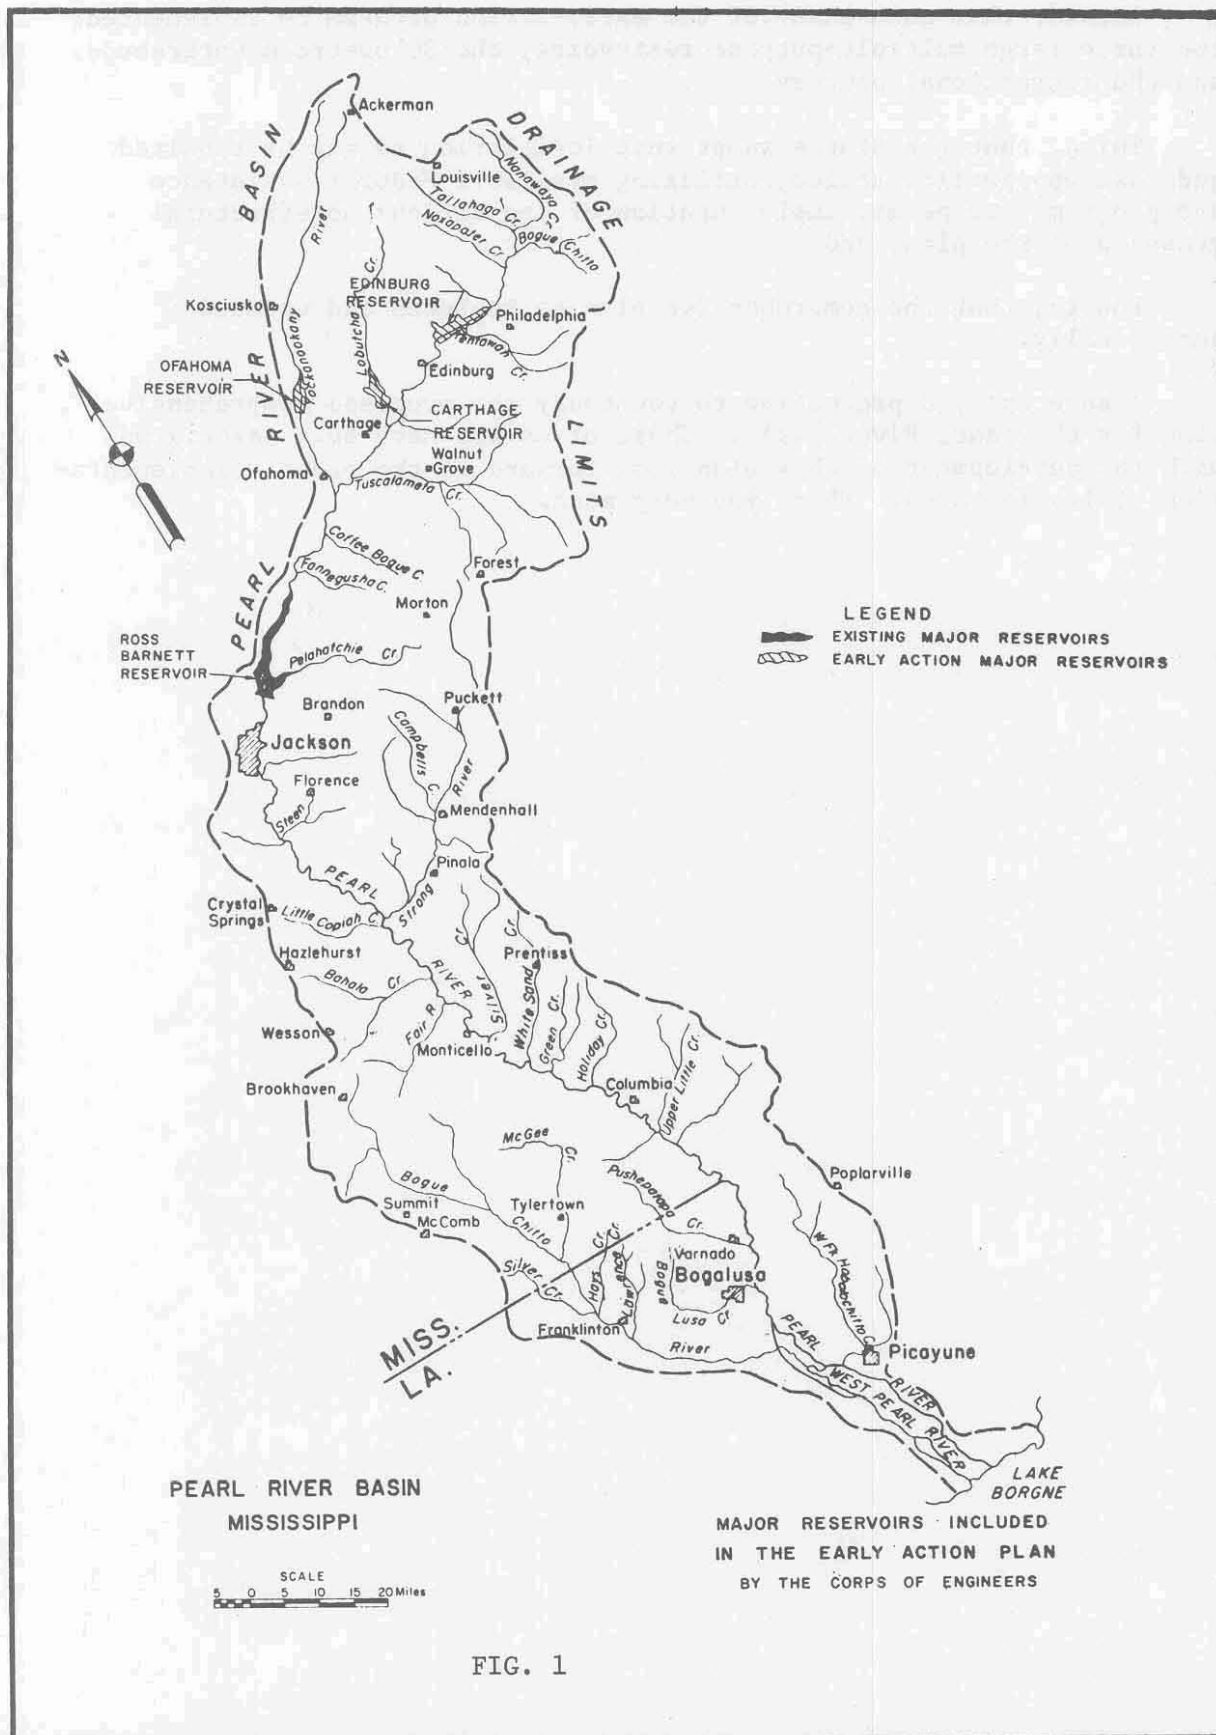 Ackerman
DRAINAGE
BASIN
Louisville
Nanawaya Cr.
Tallahaga Cr.
Noxapater Cr.
Bogue Chitto
River
Cr.
EDINBURG
RESERVOIR
Kosciusko
Philadelphia
Yockanookany
Lobutcha
Edinburg
Cr.
OFAHOMA
RESERVOIR
RIVER
N
CARTHAGE
RESERVOIR
Carthage
Walnut
Grove
LIMITS
Ofahoma
Tuscalameta Cr.
Coffee Bogue C.
Fannegusha C.
Forest
PEARL
Morton
LEGEND
EXISTING MAJOR RESERVOIRS
EARLY ACTION MAJOR RESERVOIRS
ROSS
BARNETT
RESERVOIR
Pelahatchie Cr.
Brandon
Puckett
Campbells C.
Jackson
River
Florence
Steen
Mendenhall
Pinola
PEARL
Strong
Crystal
Springs
Little Copiah C.
Cr.
Cr.
Hazlehurst
Prentiss
Bahala Cr.
RIVER
Silver
White Sand
Green Cr.
Holiday Cr.
Fair R.
Wesson
Monticello
Upper Little Cr.
Brookhaven
Columbia
McGee
Cr.
Bogue
Pushepatapa
Poplarville
Summit
McComb
Tylertown
Chitto
Cr.
Varnado
Silver Cr.
Hays Cr.
Lawrence Cr.
Bogue
Bogalusa
Lusa Cr.
Franklinton
River
MISS.
LA.
PEARL
Picayune
RIVER
WEST PEARL RIVER
LAKE
BORGNE
PEARL RIVER BASIN
MISSISSIPPI
MAJOR RESERVOIRS INCLUDED
IN THE EARLY ACTION PLAN
BY THE CORPS OF ENGINEERS
SCALE
5 0 5 10 15 20 Miles
FIG. 1